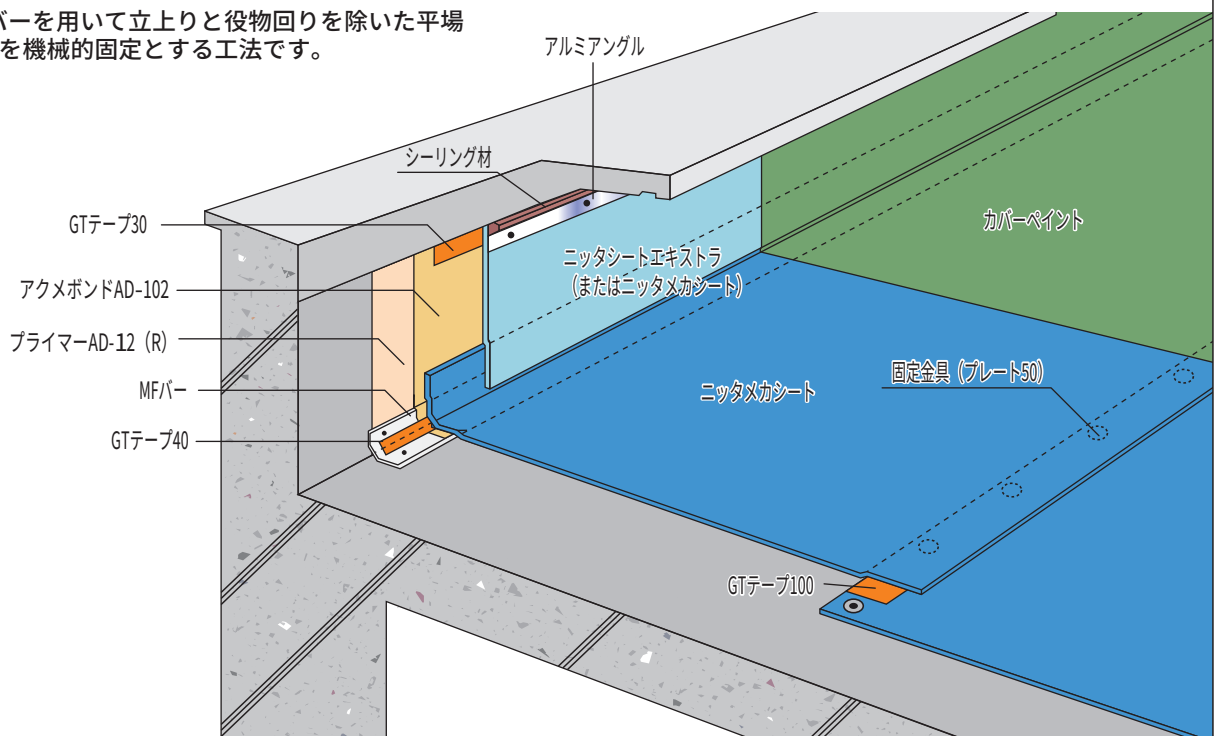 バーを用いて立上りと役物回りを除いた平場
を機械的固定とする工法です。
アルミアングル
シーリング材
GTテープ30
カバーペイント
ニッタシートエキストラ
(またはニッタメカシート)
アクメボンドAD-102
プライマーAD-12（R）
固定金具（プレート50）
MFバー
ニッタメカシート
GTテープ40
GTテープ100